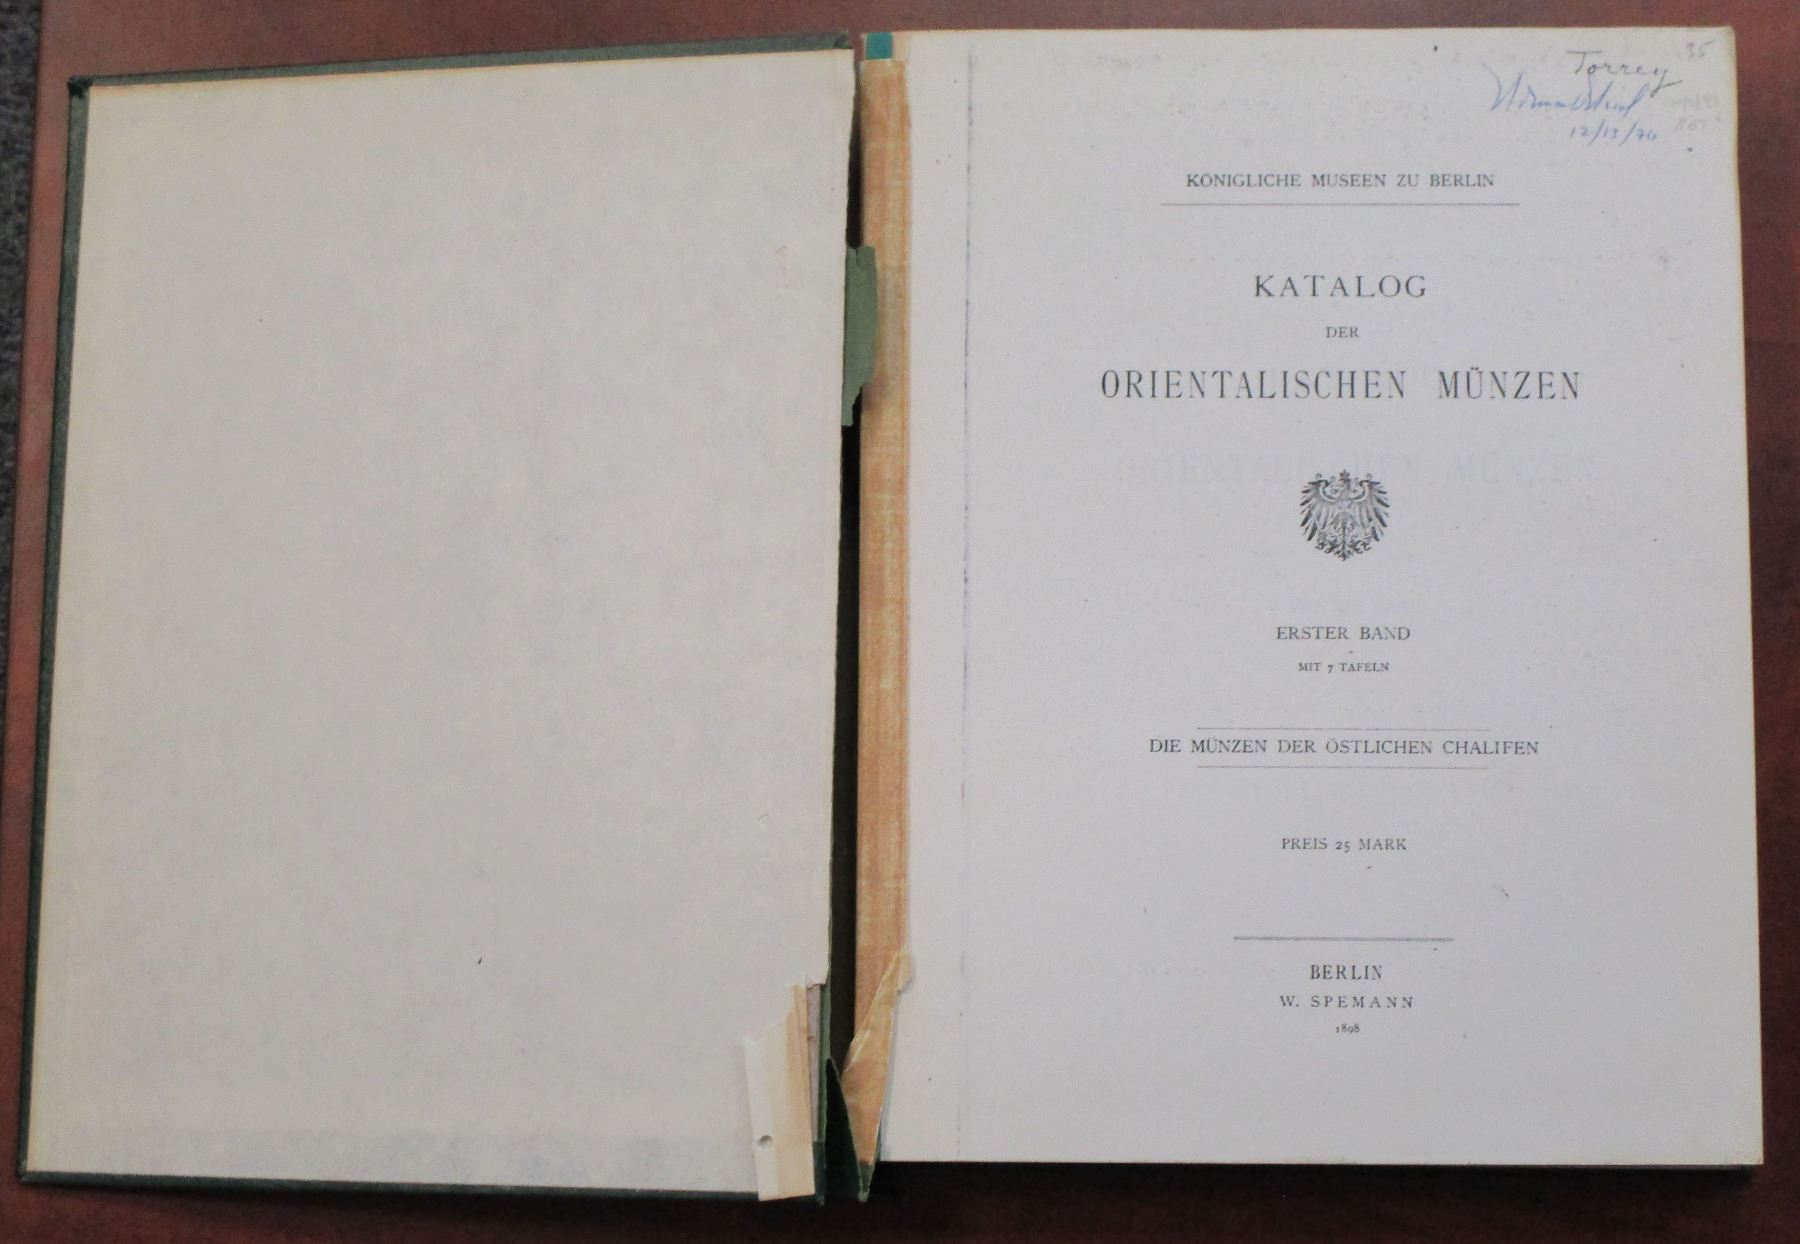 35
Torrey
12/13/76
KÖNIGLICHE MUSEEN ZU BERLIN
KATALOG
DER
ORIENTALISCHEN MÜNZEN
ERSTER BAND
MIT 7 TAFELN
DIE MÜNZEN DER ÖSTLICHEN CHALIFEN
PREIS 25 MARK
BERLIN
W. SPEMANN
1898